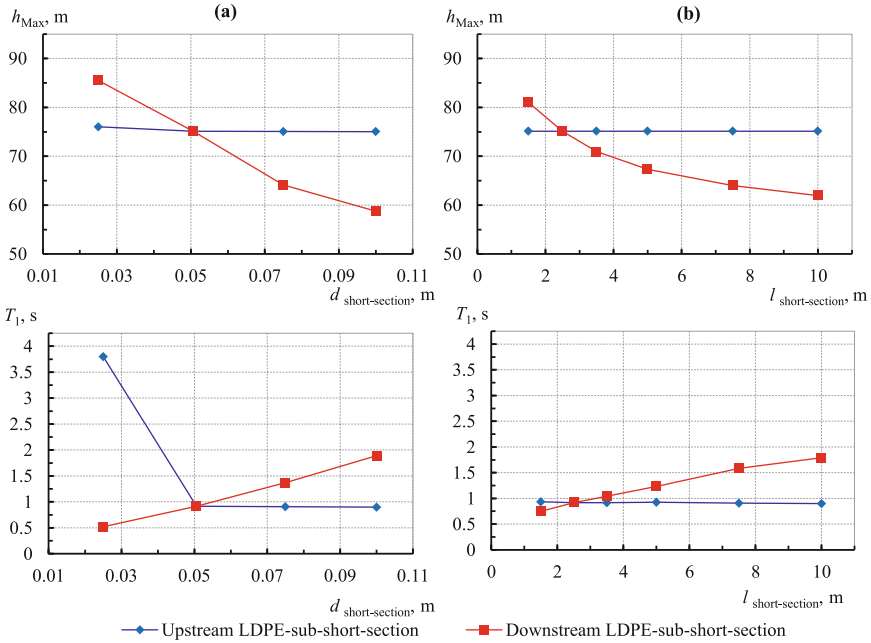 (a)
h_Max, m
90
80
70
60
50
0.01 0.03 0.05 0.07 0.09 0.11
d short-section, m
(b)
h_Max, m
90
80
70
60
50
0 2 4 6 8 10
l short-section, m
T_1, s
4
3.5
3
2.5
2
1.5
1
0.5
0
0.01 0.03 0.05 0.07 0.09 0.11
d short-section, m
T_1, s
4
3.5
3
2.5
2
1.5
1
0.5
0
0 2 4 6 8 10
l short-section, m
Upstream LDPE-sub-short-section
Downstream LDPE-sub-short-section